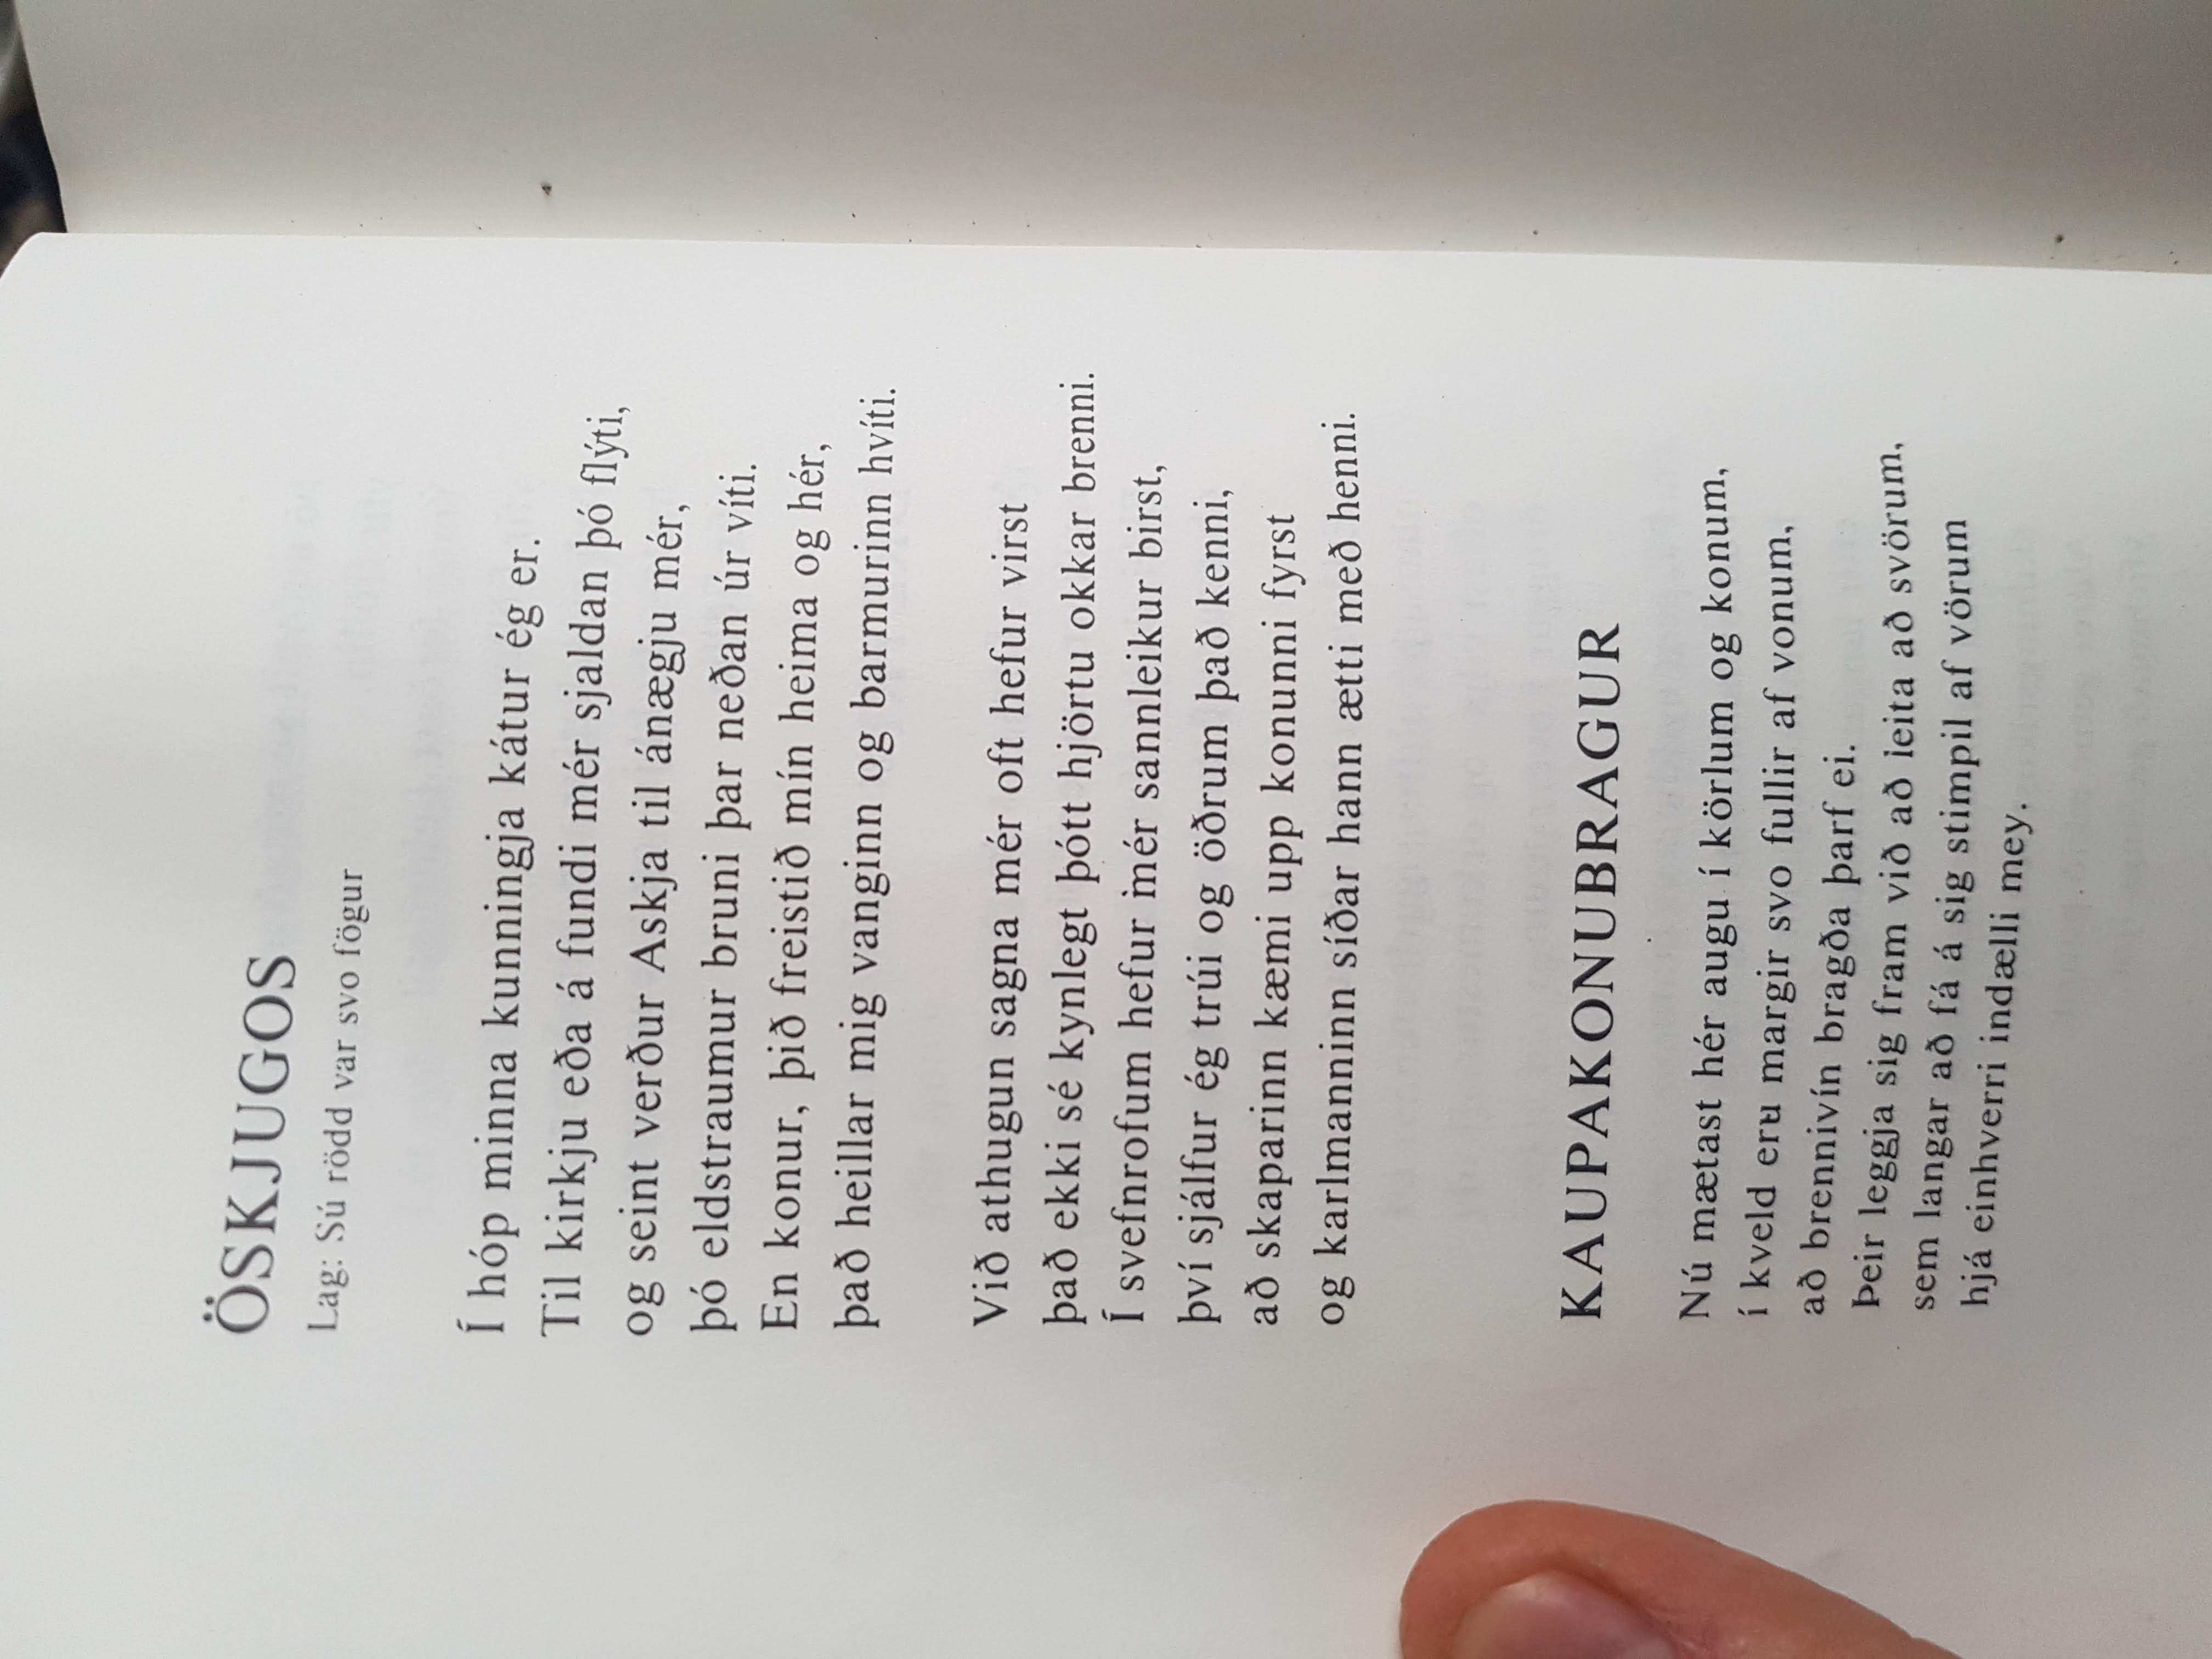 ÖSKJUGOS
Lag: Sú rödd var svo fögur
Í hóp minna kunningja kátur ég er.
Til kirkju eða á fundi mér sjaldan þó flýti,
og seint verður Askja til ánægju mér,
þó eldstraumur bruni þar neðan úr víti.
En konur, þið freistið mín heima og hér,
það heillar mig vanginn og barmurinn hvíti.
Við athugun sagna mér oft hefur virst
það ekki sé kynlegt þótt hjörtu okkar brenni.
Í svefnrofum hefur mér sannleikur birst,
því sjálfur ég trúi og öðrum það kenni,
að skaparinn kæmi upp konunni fyrst
og karlmanninn síðar hann ætti með henni.
KAUPAKONUBRAGUR
Nú mætast hér augu í körlum og konum,
í kveld eru margir svo fullir af vonum,
að brennivín bragða þarf ei.
Þeir leggja sig fram við að leita að svörum,
sem langar að fá á sig stimpil af vörum
hjá einhverri indælli mey.